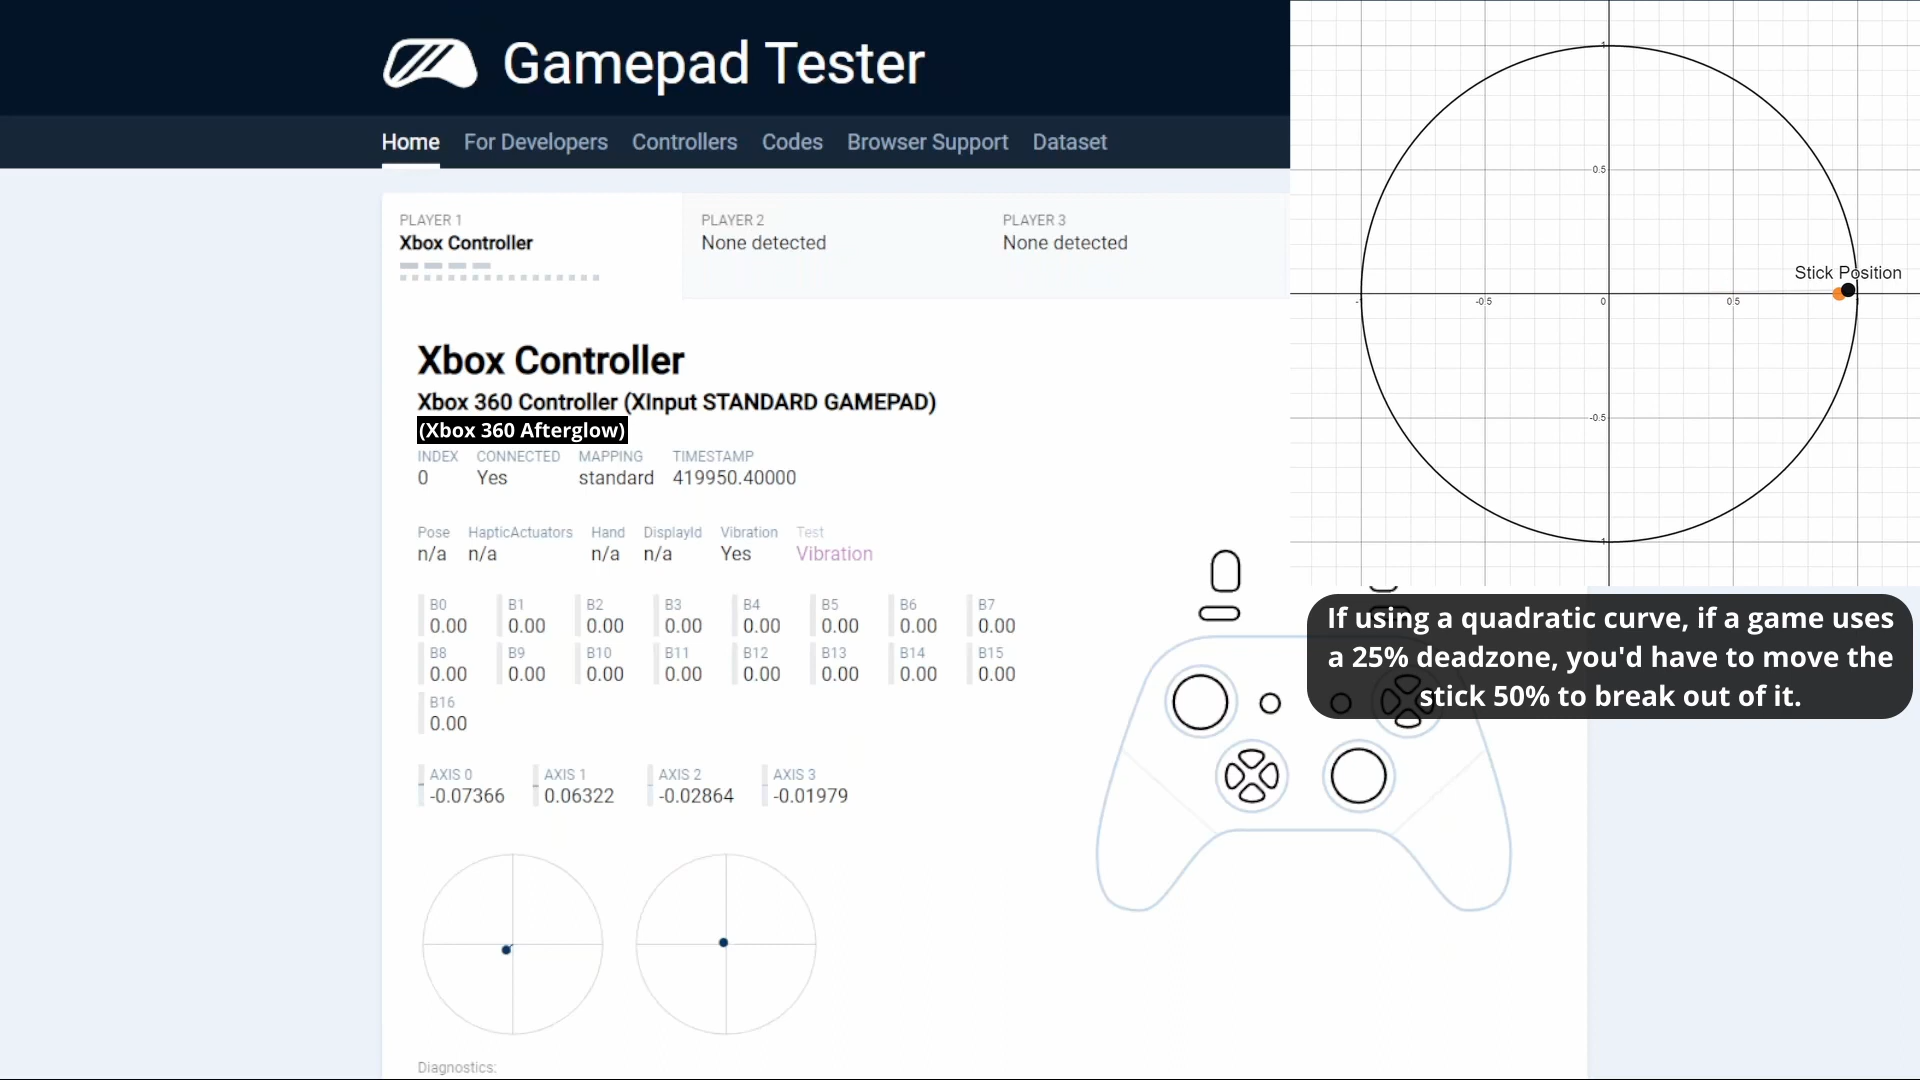 Gamepad Tester
Home For Developers Controllers Codes Browser Support Dataset
PLAYER 1
Xbox Controller
PLAYER 2
None detected
PLAYER 3
None detected
Xbox Controller
Xbox 360 Controller (XInput STANDARD GAMEPAD)
(Xbox 360 Afterglow)
INDEX CONNECTED MAPPING TIMESTAMP
0 Yes standard 419950.40000
Pose HapticActuators Hand DisplayId Vibration Test
n/a n/a n/a n/a Yes Vibration
B0 B1 B2 B3 B4 B5 B6 B7
0.00 0.00 0.00 0.00 0.00 0.00 0.00 0.00
B8 B9 B10 B11 B12 B13 B14 B15
0.00 0.00 0.00 0.00 0.00 0.00 0.00 0.00
B16
0.00
AXIS 0 AXIS 1 AXIS 2 AXIS 3
-0.07366 0.06322 -0.02864 -0.01979
Diagnostics:
1
0.5
Stick Position
-1 -0.5 0 0.5
-0.5
-1
If using a quadratic curve, if a game uses
a 25% deadzone, you'd have to move the
stick 50% to break out of it.